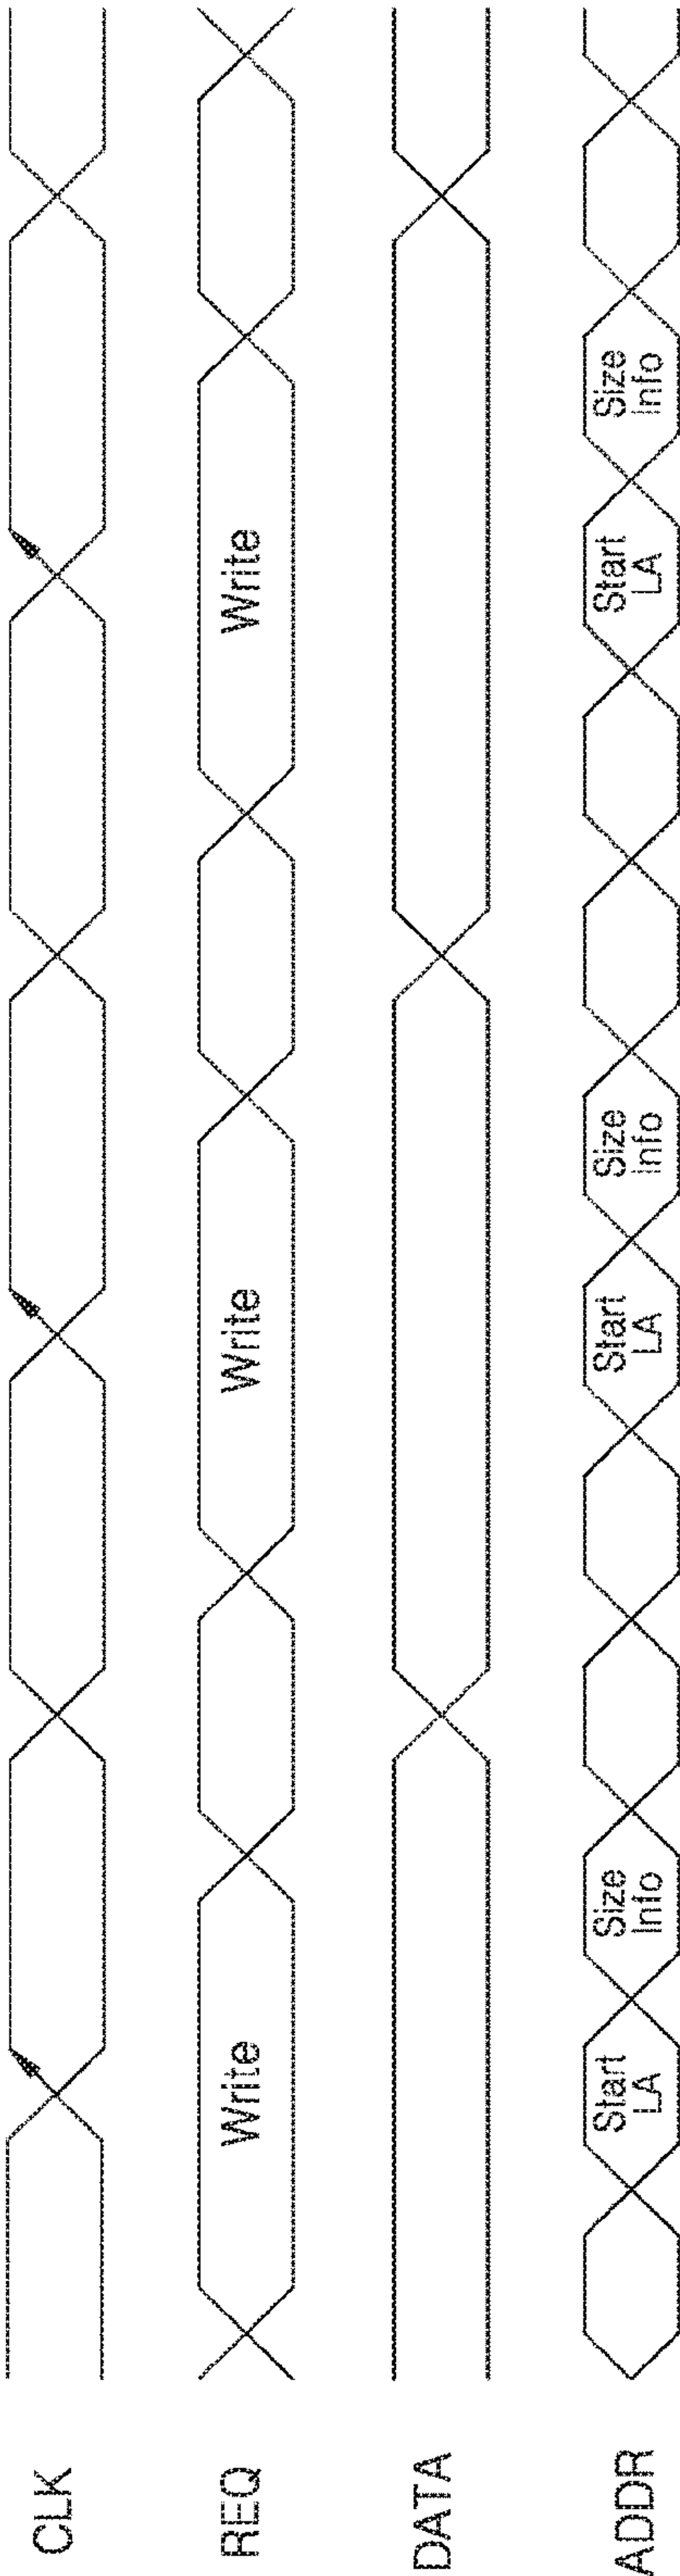 CLK
REQ
Write
Write
Write
DATA
ADDR
Start
LA
Size
Info
Start
LA
Size
Info
Start
LA
Size
Info